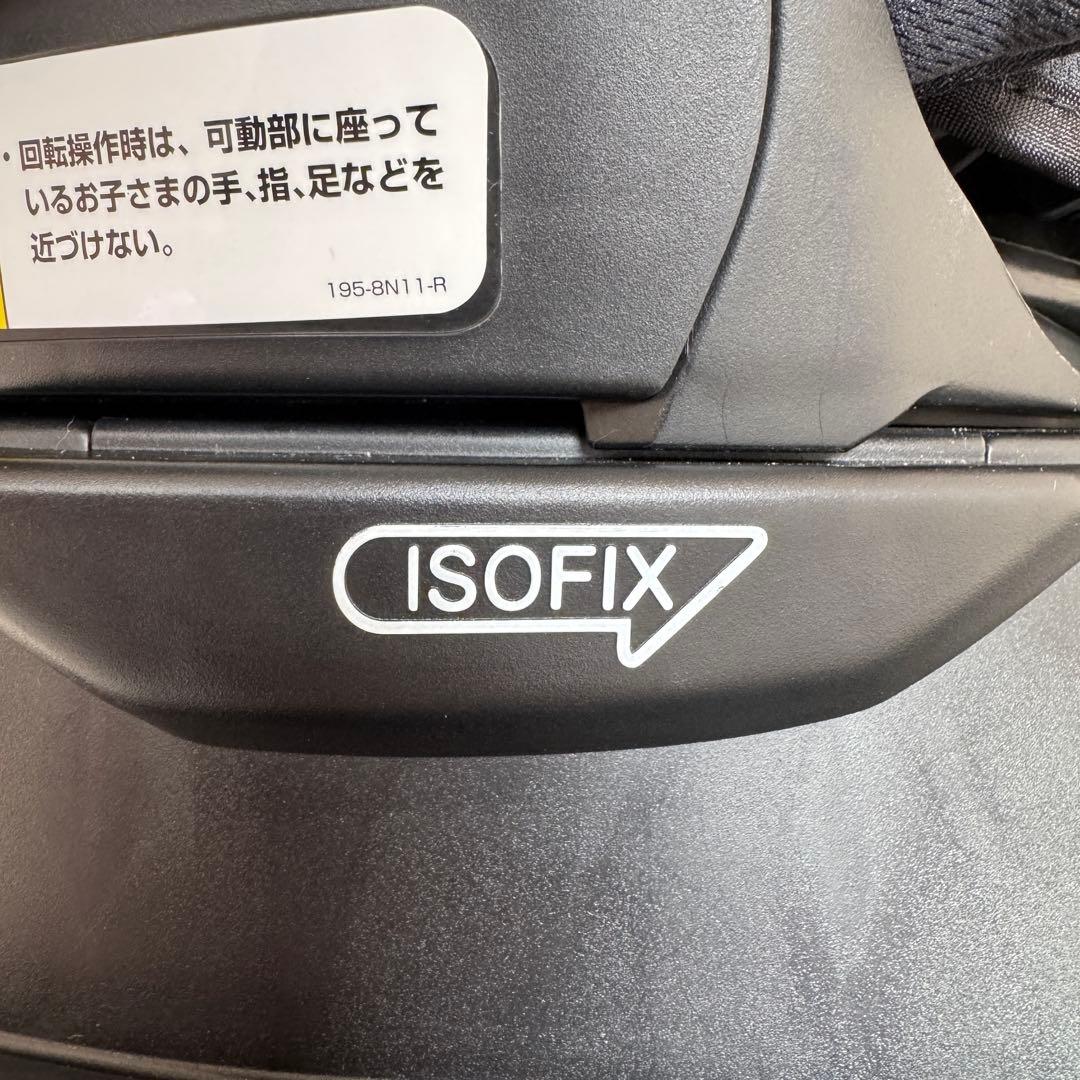 ・回転操作時は、可動部に座って
いるお子さまの手、指、足などを
近づけない。
195-8N11-R
ISOFIX